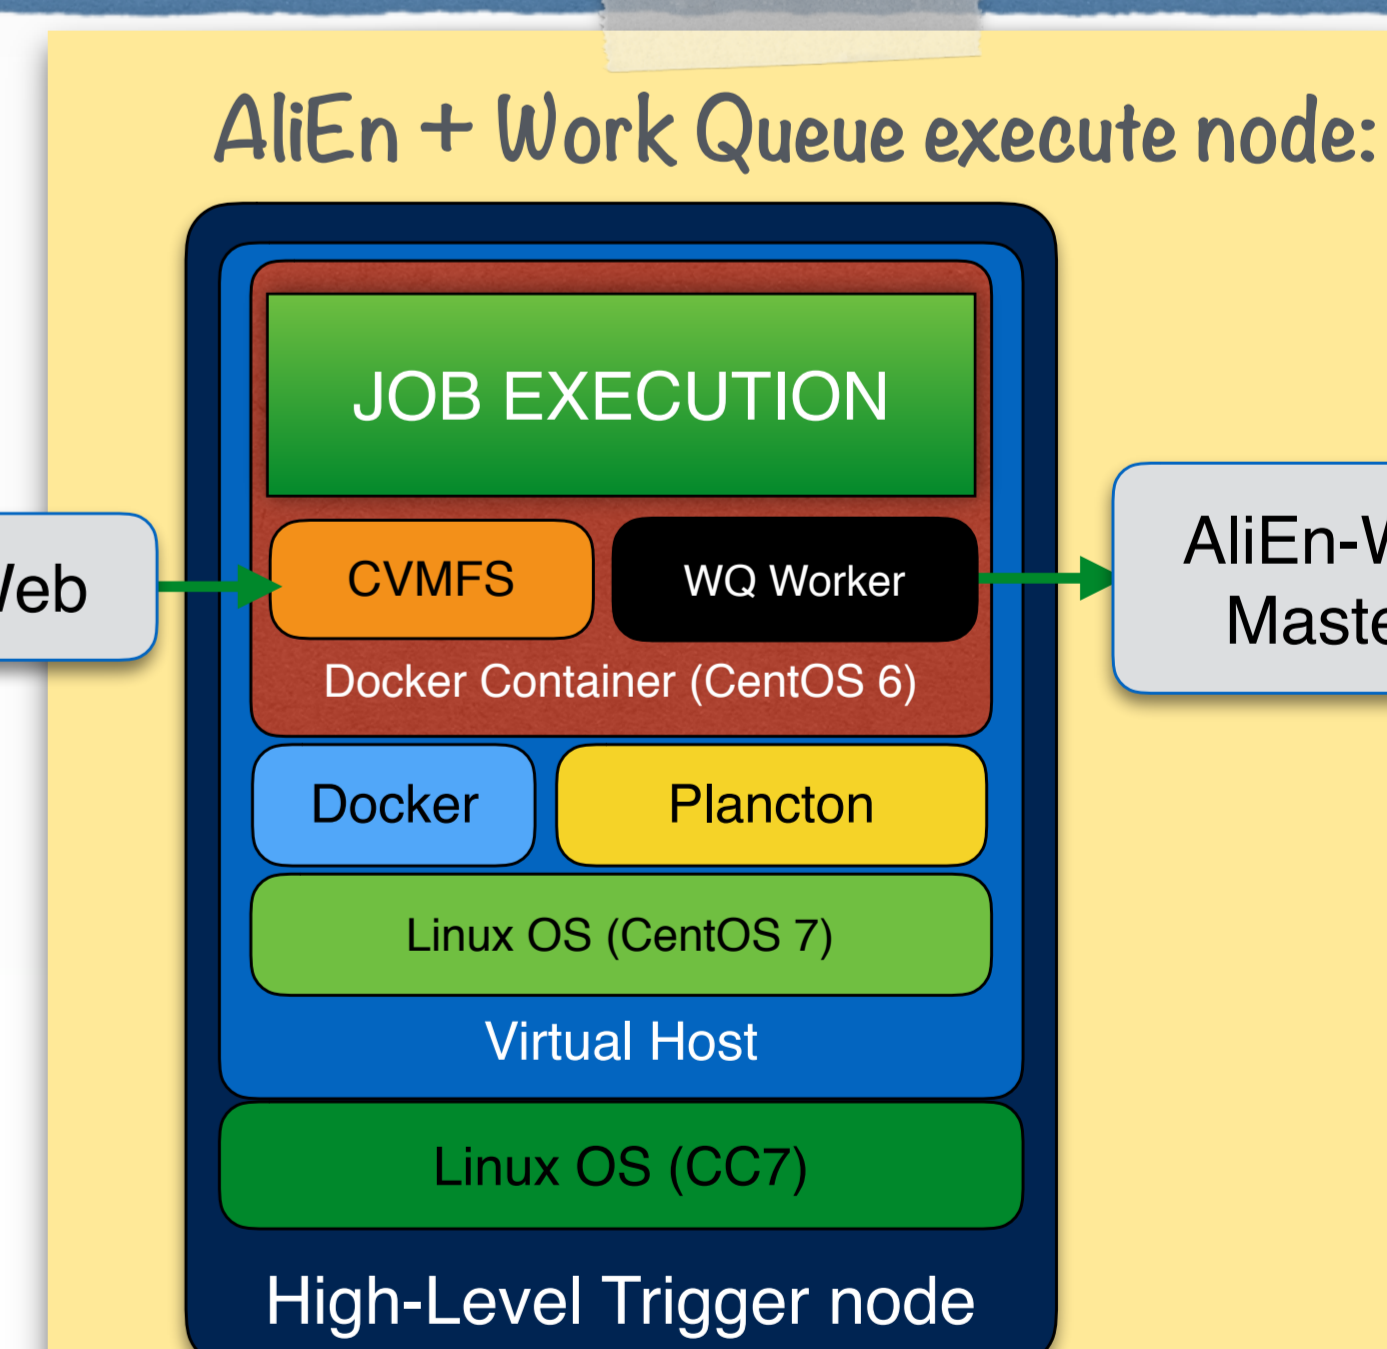 AliEn + Work Queue execute node:
JOB EXECUTION
CVMFS
WQ Worker
Docker Container (CentOS 6)
Docker
Plancton
Linux OS (CentOS 7)
Virtual Host
Linux OS (CC7)
High-Level Trigger node